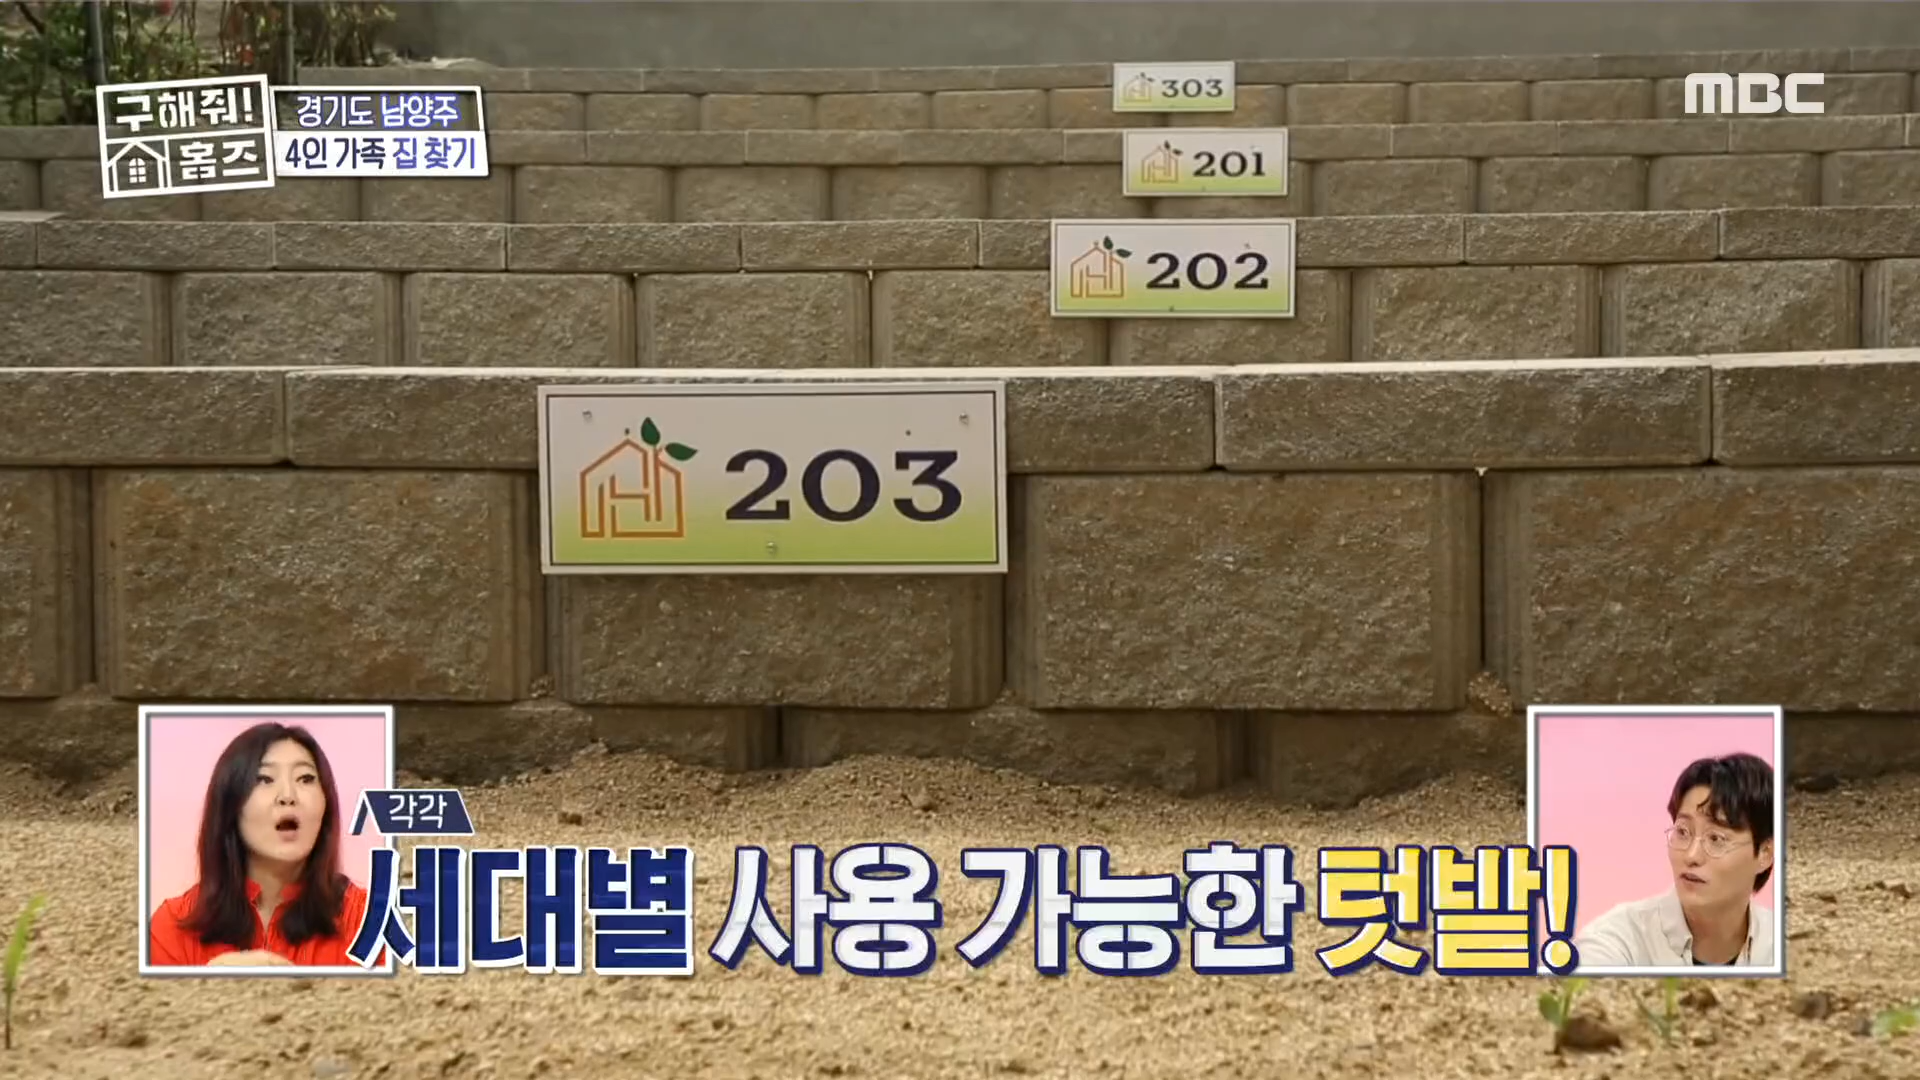 구해줘!
홈즈
경기도 남양주
4인 가족 집 찾기
MBC
303
201
202
203
각각
세대별 사용 가능한 텃밭!